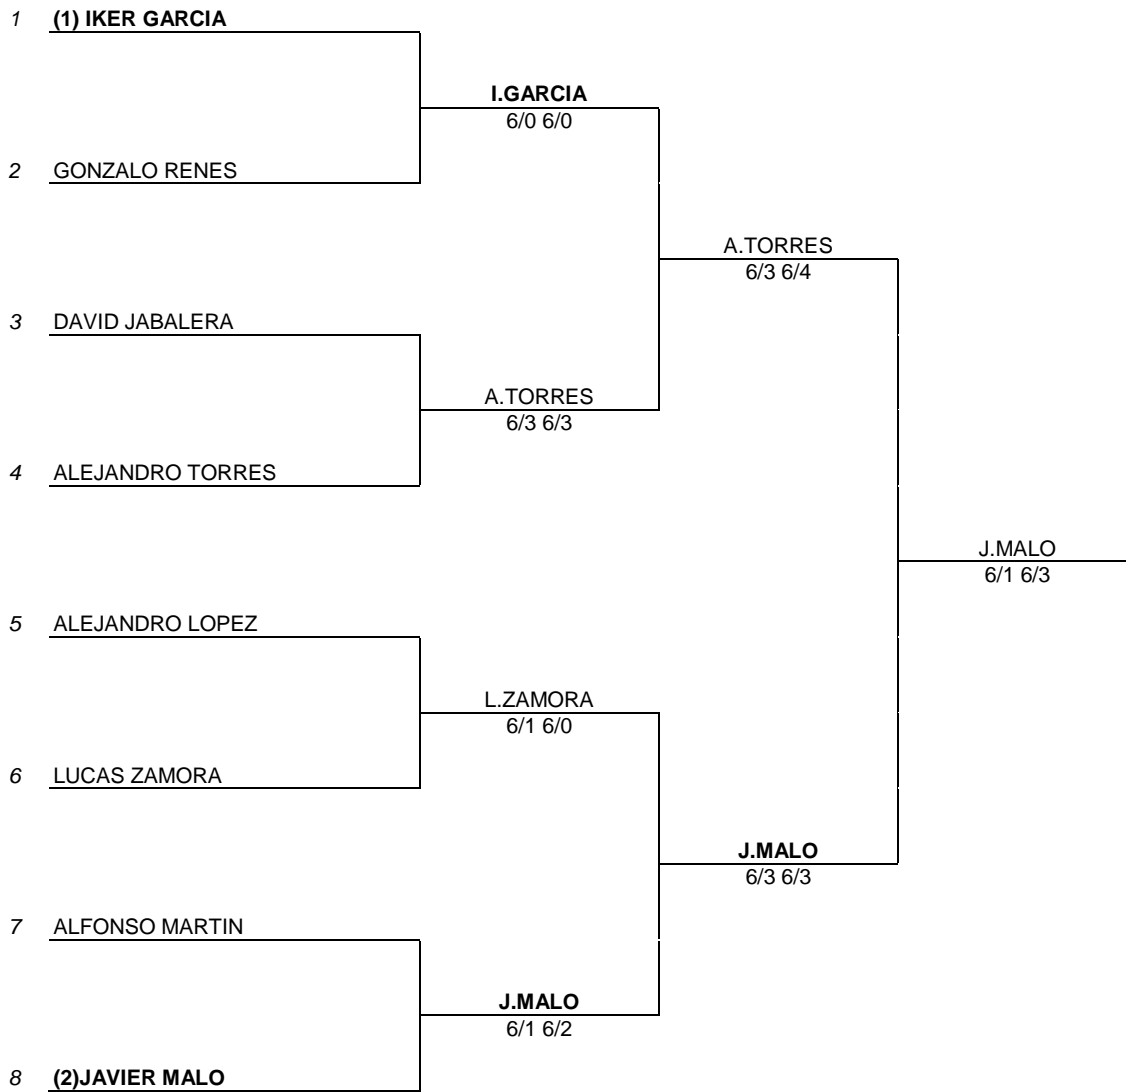 1 (1) IKER GARCIA
I.GARCIA
6/0 6/0
2 GONZALO RENES
A.TORRES
6/3 6/4
3 DAVID JABALERA
A.TORRES
6/3 6/3
4 ALEJANDRO TORRES
J.MALO
6/1 6/3
5 ALEJANDRO LOPEZ
L.ZAMORA
6/1 6/0
6 LUCAS ZAMORA
J.MALO
6/3 6/3
7 ALFONSO MARTIN
J.MALO
6/1 6/2
8 (2)JAVIER MALO